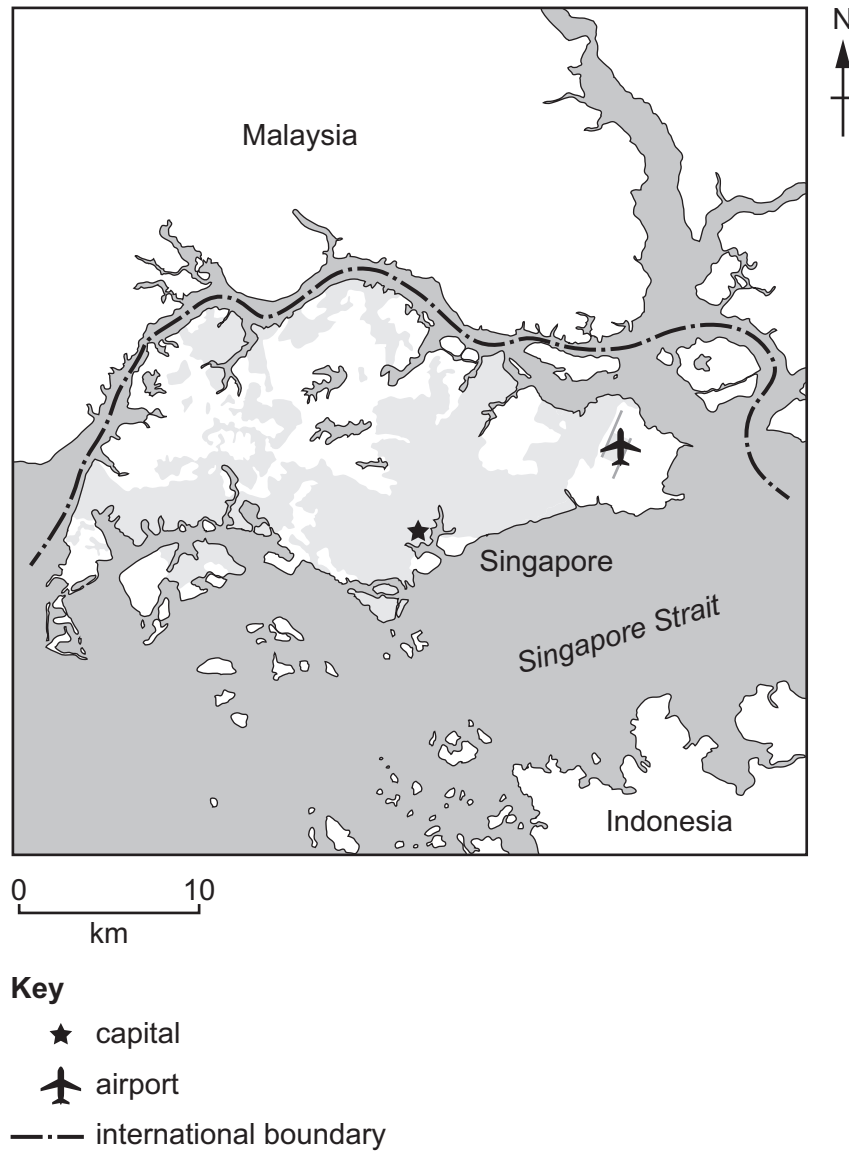 N
Malaysia
Singapore
Singapore Strait
Indonesia
0 10
km
Key
capital
airport
international boundary